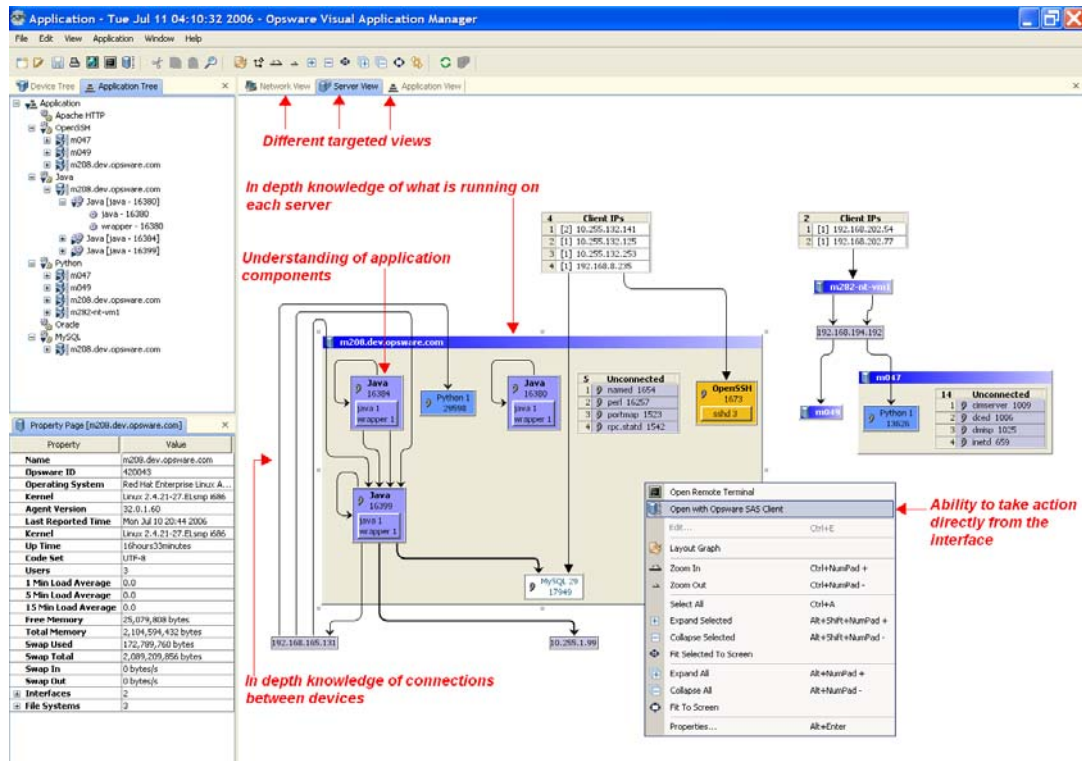 Application - Tue Jul 11 04:10:32 2006 - Opsware Visual Application Manager
File Edit View Application Window Help
Device Tree Application Tree
Application
Apache HTTP
OpenSSH
m047
m049
m208.dev.opsware.com
Java
m208.dev.opsware.com
Java [java - 16380]
java - 16380
wrapper - 16380
Java [java - 16384]
Java [java - 16399]
Python
m047
m049
m208.dev.opsware.com
m282-nt-vm1
Oracle
MySQL
m208.dev.opsware.com
Property Page [m208.dev.opsware.com]
Property Value
Name m208.dev.opsware.com
Opsware ID 420043
Operating System Red Hat Enterprise Linux A...
Kernel Linux 2.4.21-27.ELsmp i686
Agent Version 32.0.1.60
Last Reported Time Mon Jul 10 20:44 2006
Kernel Linux 2.4.21-27.ELsmp i686
Up Time 16hours33minutes
Code Set UTF-8
Users 3
1 Min Load Average 0.0
5 Min Load Average 0.0
15 Min Load Average 0.0
Free Memory 25,079,808 bytes
Total Memory 2,104,594,432 bytes
Swap Used 172,789,760 bytes
Swap Total 2,089,209,856 bytes
Swap In 0 bytes/s
Swap Out 0 bytes/s
Interfaces 2
File Systems 3
Network View Server View Application View
Different targeted views
In depth knowledge of what is running on
each server
Understanding of application
components
4 Client IPs
1 [2] 10.255.132.141
2 [1] 10.255.132.125
3 [1] 10.255.132.253
4 [1] 192.168.8.235
2 Client IPs
1 [1] 192.168.202.54
2 [1] 192.168.202.77
m282-nt-vm1
192.168.194.192
m049
m047
Python 1
13626
14 Unconnected
1 cimserver 1009
2 dced 1006
3 dmisp 1025
4 inetd 659
m208.dev.opsware.com
Java
16384
java 1
wrapper 1
Python 1
29598
Java
16380
java 1
wrapper 1
5 Unconnected
1 named 1654
2 perl 16257
3 portmap 1523
4 rpc.statd 1542
OpenSSH
1673
sshd 3
Java
16399
java 1
wrapper 1
MySQL 29
17949
192.168.165.131
10.255.1.99
In depth knowledge of connections
between devices
Open Remote Terminal
Open with Opsware SAS Client
Edit... Ctrl+E
Layout Graph
Zoom In Ctrl+NumPad +
Zoom Out Ctrl+NumPad -
Select All Ctrl+A
Expand Selected Alt+Shift+NumPad +
Collapse Selected Alt+Shift+NumPad -
Fit Selected To Screen
Expand All Alt+NumPad +
Collapse All Alt+NumPad -
Fit To Screen
Properties... Alt+Enter
Ability to take action
directly from the
interface